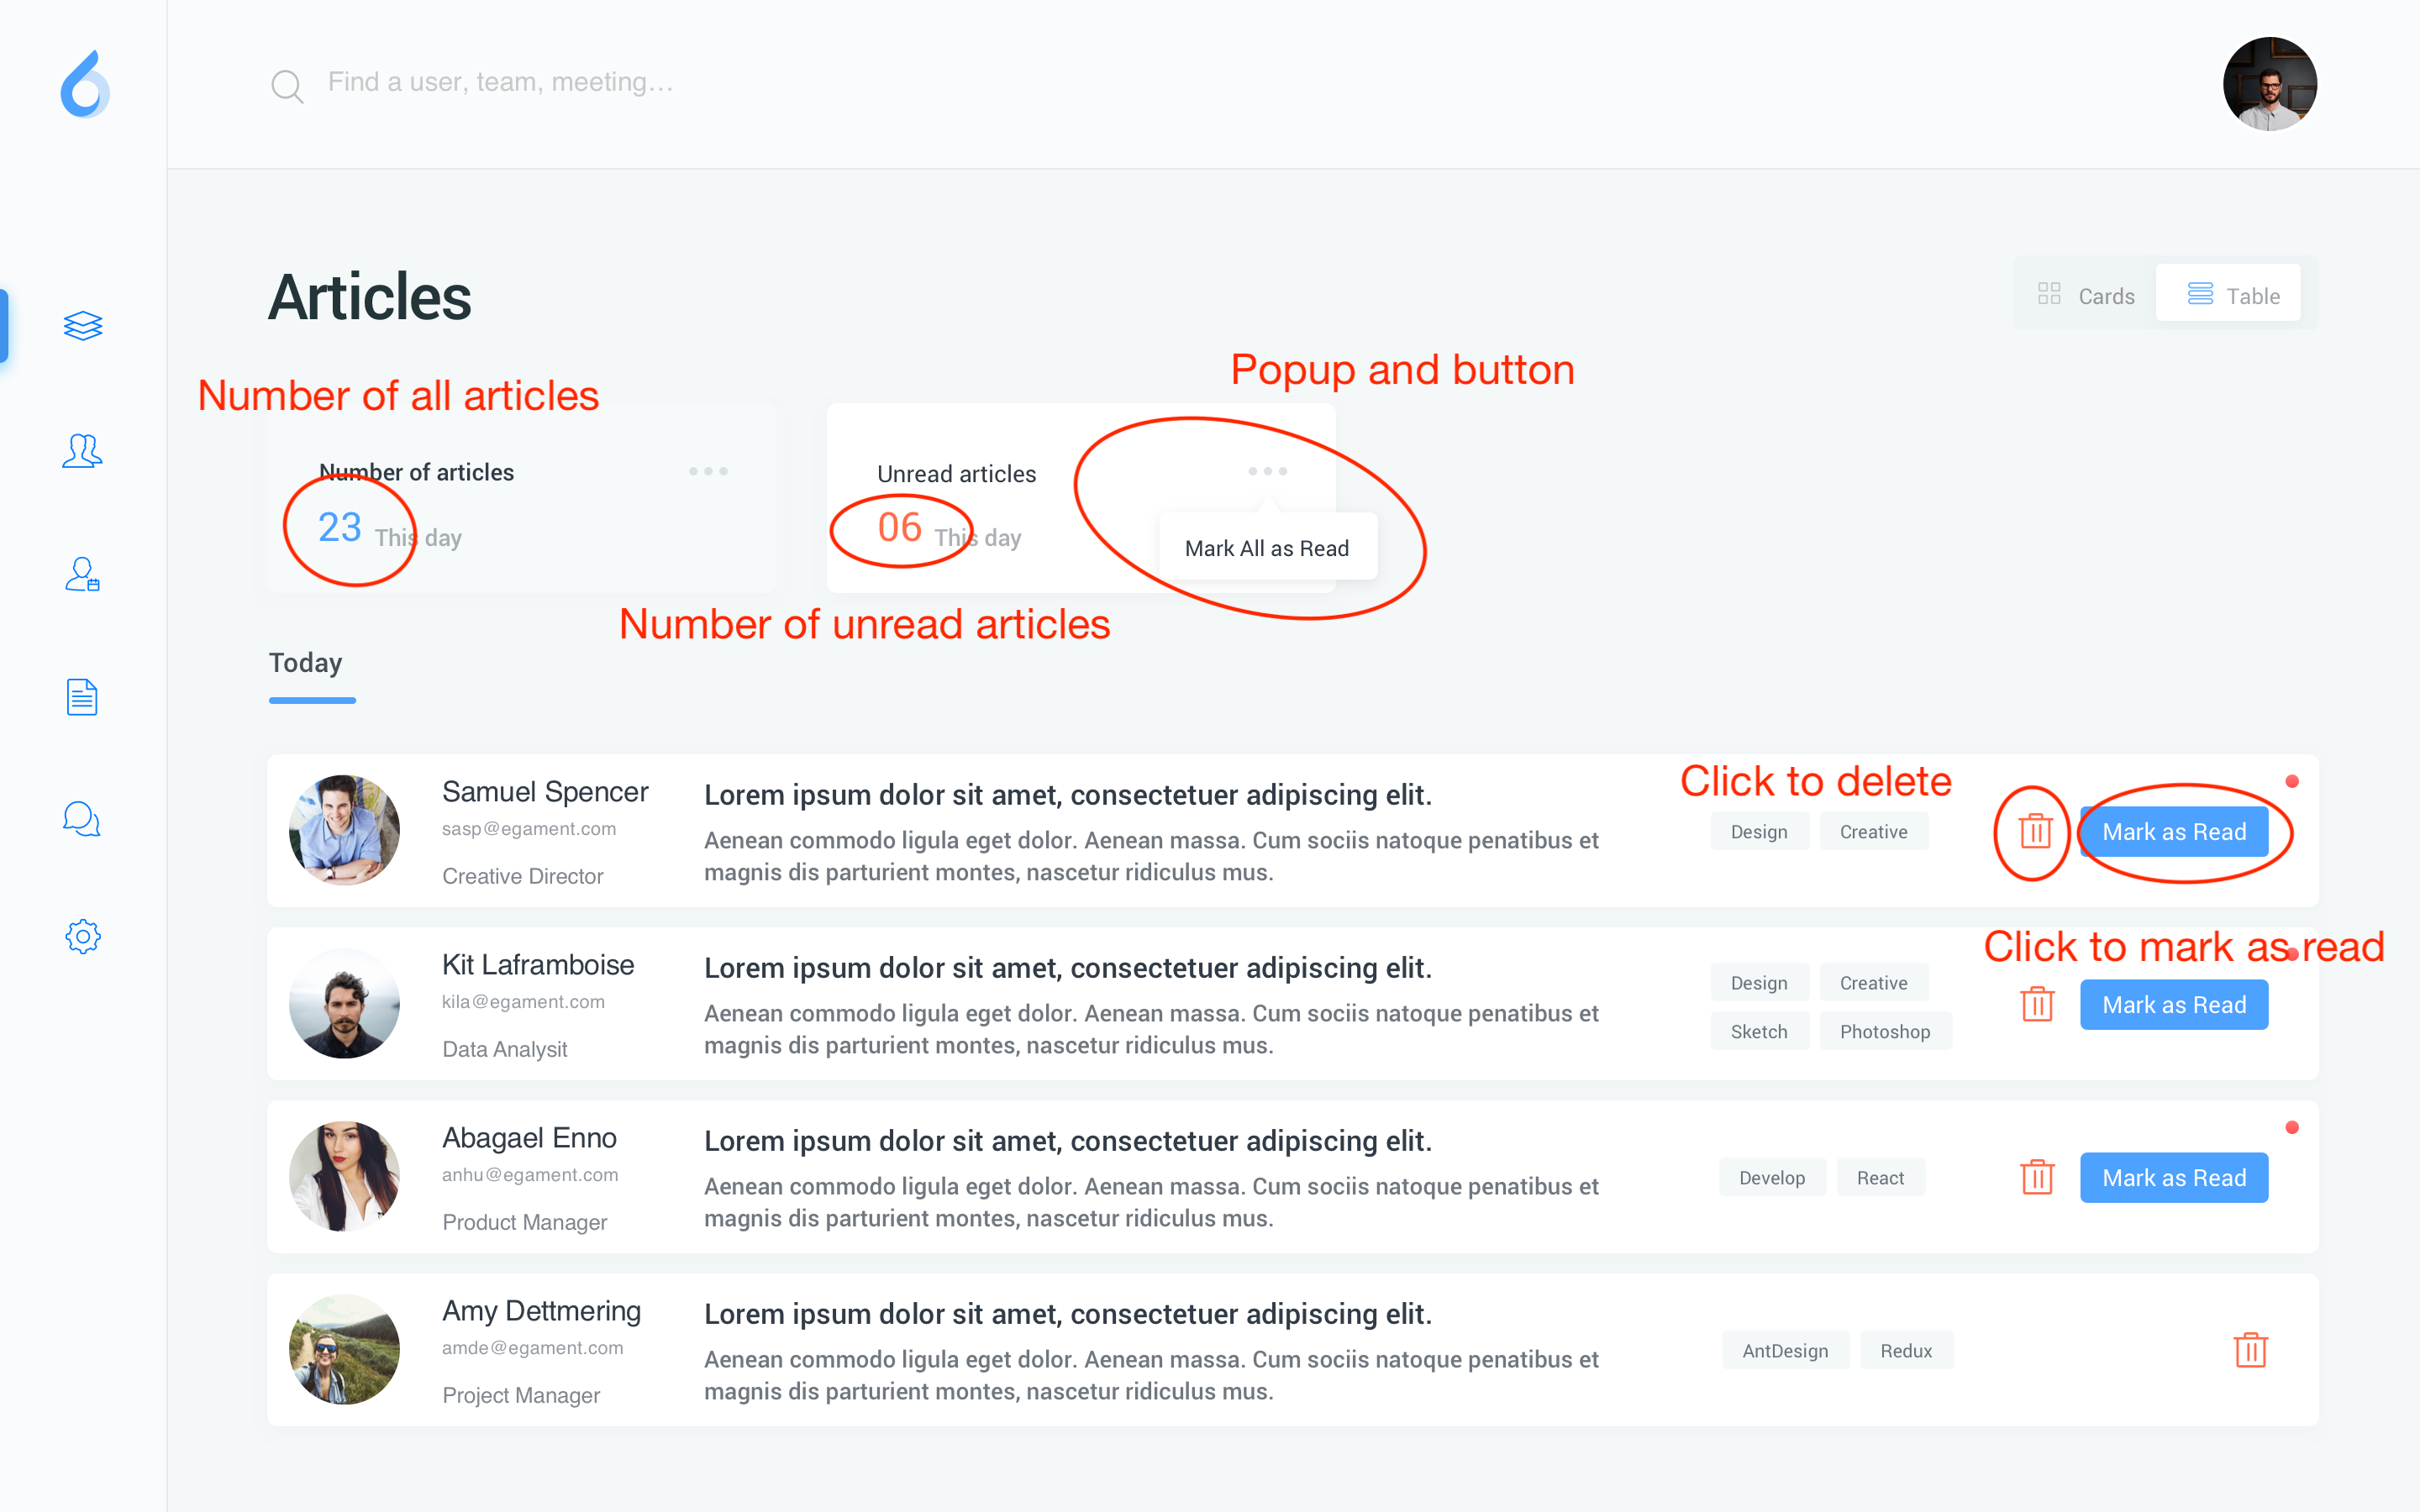 Find a user, team, meeting...
Articles
Cards
Table
Popup and button
Number of all articles
Number of articles
23 This day
Unread articles
06 This day
Mark All as Read
Number of unread articles
Today
Click to delete
Samuel Spencer
sasp@egament.com
Creative Director
Lorem ipsum dolor sit amet, consectetuer adipiscing elit.
Aenean commodo ligula eget dolor. Aenean massa. Cum sociis natoque penatibus et
magnis dis parturient montes, nascetur ridiculus mus.
Design Creative
Mark as Read
Click to mark as read
Kit Laframboise
kila@egament.com
Data Analysit
Lorem ipsum dolor sit amet, consectetuer adipiscing elit.
Aenean commodo ligula eget dolor. Aenean massa. Cum sociis natoque penatibus et
magnis dis parturient montes, nascetur ridiculus mus.
Design Creative
Sketch Photoshop
Mark as Read
Abagael Enno
anhu@egament.com
Product Manager
Lorem ipsum dolor sit amet, consectetuer adipiscing elit.
Aenean commodo ligula eget dolor. Aenean massa. Cum sociis natoque penatibus et
magnis dis parturient montes, nascetur ridiculus mus.
Develop React
Mark as Read
Amy Dettmering
amde@egament.com
Project Manager
Lorem ipsum dolor sit amet, consectetuer adipiscing elit.
Aenean commodo ligula eget dolor. Aenean massa. Cum sociis natoque penatibus et
magnis dis parturient montes, nascetur ridiculus mus.
AntDesign Redux